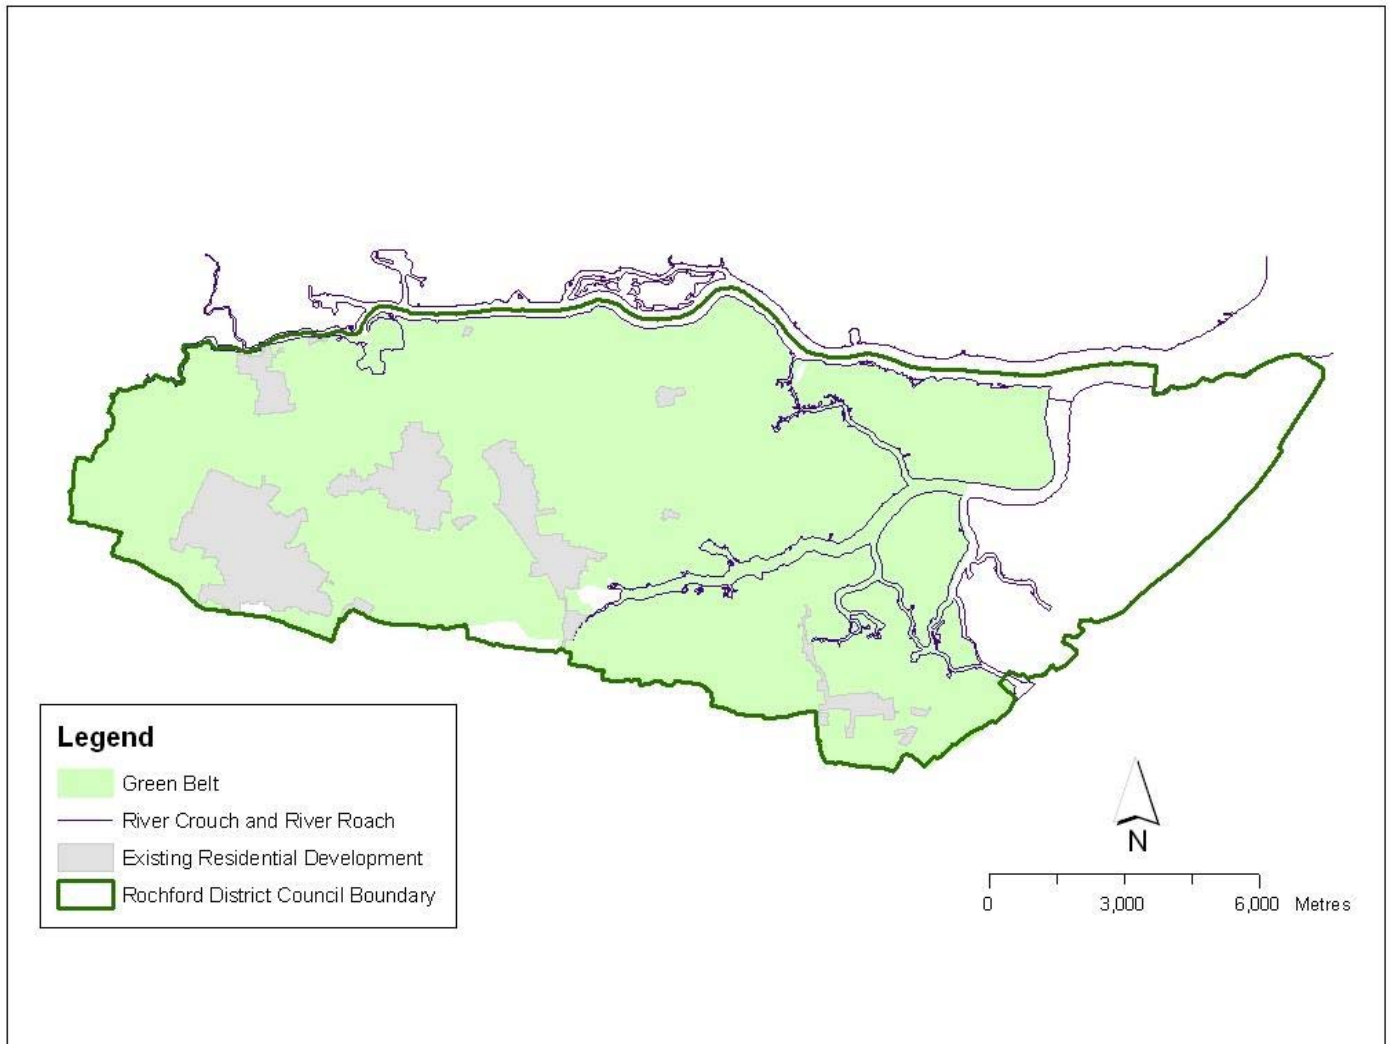 Legend
Green Belt
River Crouch and River Roach
Existing Residential Development
Rochford District Council Boundary
N
0 3,000 6,000 Metres